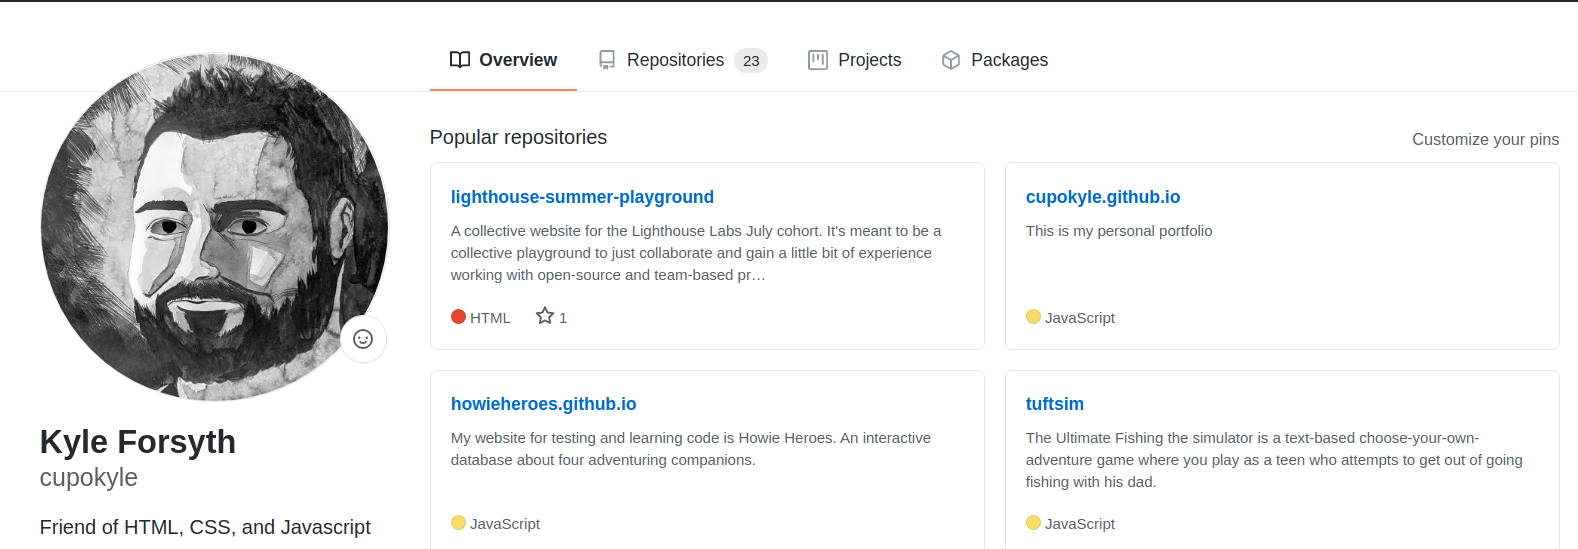 Overview Repositories 23 Projects Packages
Popular repositories
Customize your pins
lighthouse-summer-playground
A collective website for the Lighthouse Labs July cohort. It's meant to be a
collective playground to just collaborate and gain a little bit of experience
working with open-source and team-based pr…
HTML 1
cupokyle.github.io
This is my personal portfolio
JavaScript
howieheroes.github.io
My website for testing and learning code is Howie Heroes. An interactive
database about four adventuring companions.
JavaScript
tuftsim
The Ultimate Fishing the simulator is a text-based choose-your-own-
adventure game where you play as a teen who attempts to get out of going
fishing with his dad.
JavaScript
Kyle Forsyth
cupokyle
Friend of HTML, CSS, and Javascript